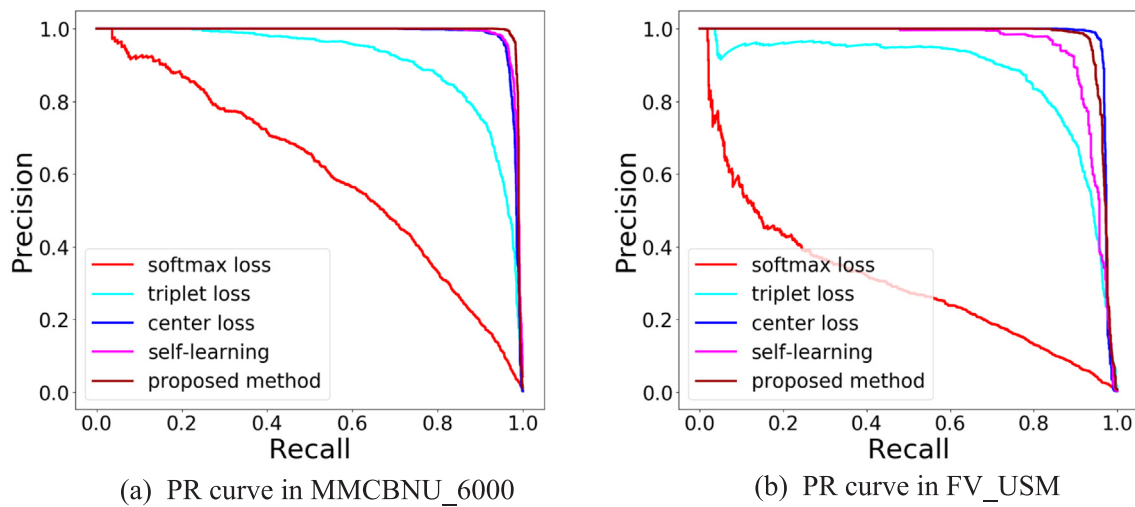 1.0
0.8
0.6
0.4
0.2
0.0
Precision
softmax loss
triplet loss
center loss
self-learning
proposed method
0.0 0.2 0.4 0.6 0.8 1.0
Recall
(a) PR curve in MMCBNU_6000
1.0
0.8
0.6
0.4
0.2
0.0
Precision
softmax loss
triplet loss
center loss
self-learning
proposed method
0.0 0.2 0.4 0.6 0.8 1.0
Recall
(b) PR curve in FV_USM